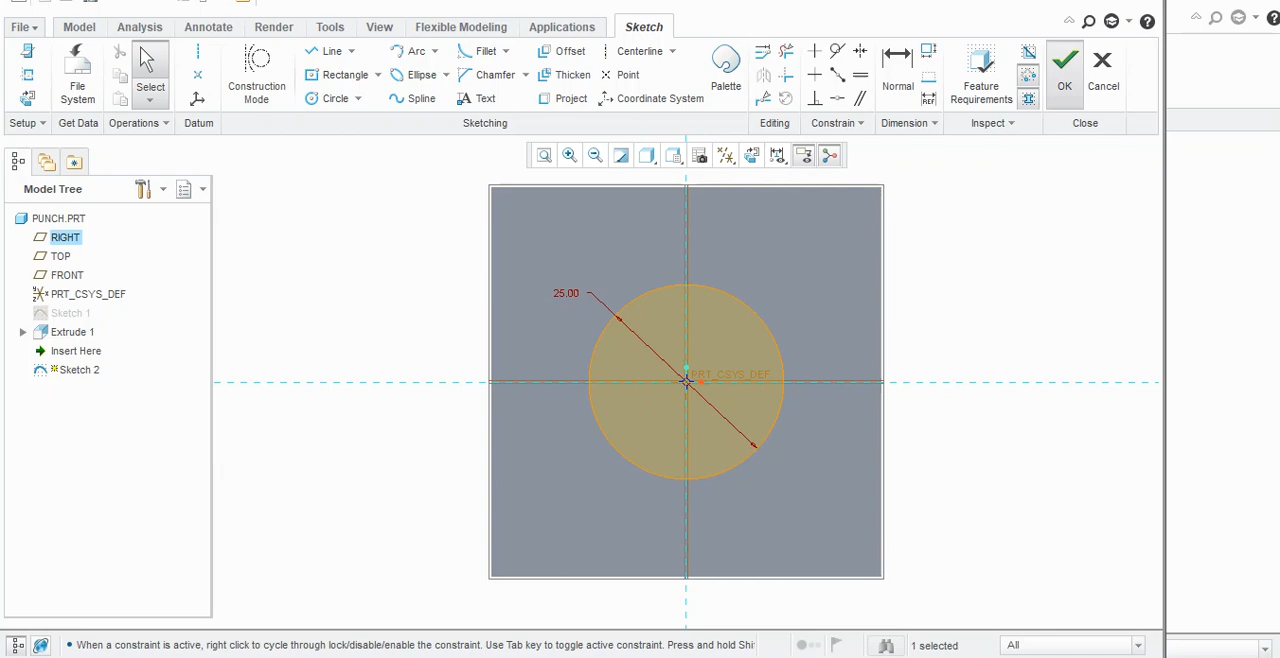 File Model Analysis Annotate Render Tools View Flexible Modeling Applications Sketch
Line Arc Fillet Offset Centerline
Rectangle Ellipse Chamfer Thicken Point
Circle Spline Text Project Coordinate System
File System
Select
Construction Mode
Palette
Normal
Feature Requirements
OK
Cancel
Setup Get Data Operations Datum Sketching Editing Constrain Dimension Inspect Close
Model Tree
PUNCH.PRT
RIGHT
TOP
FRONT
PRT_CSYS_DEF
Sketch 1
Extrude 1
Insert Here
Sketch 2
25.00
PRT_CSYS_DEF
• When a constraint is active, right click to cycle through lock/disable/enable the constraint. Use Tab key to toggle active constraint. Press and hold Shi
1 selected
All